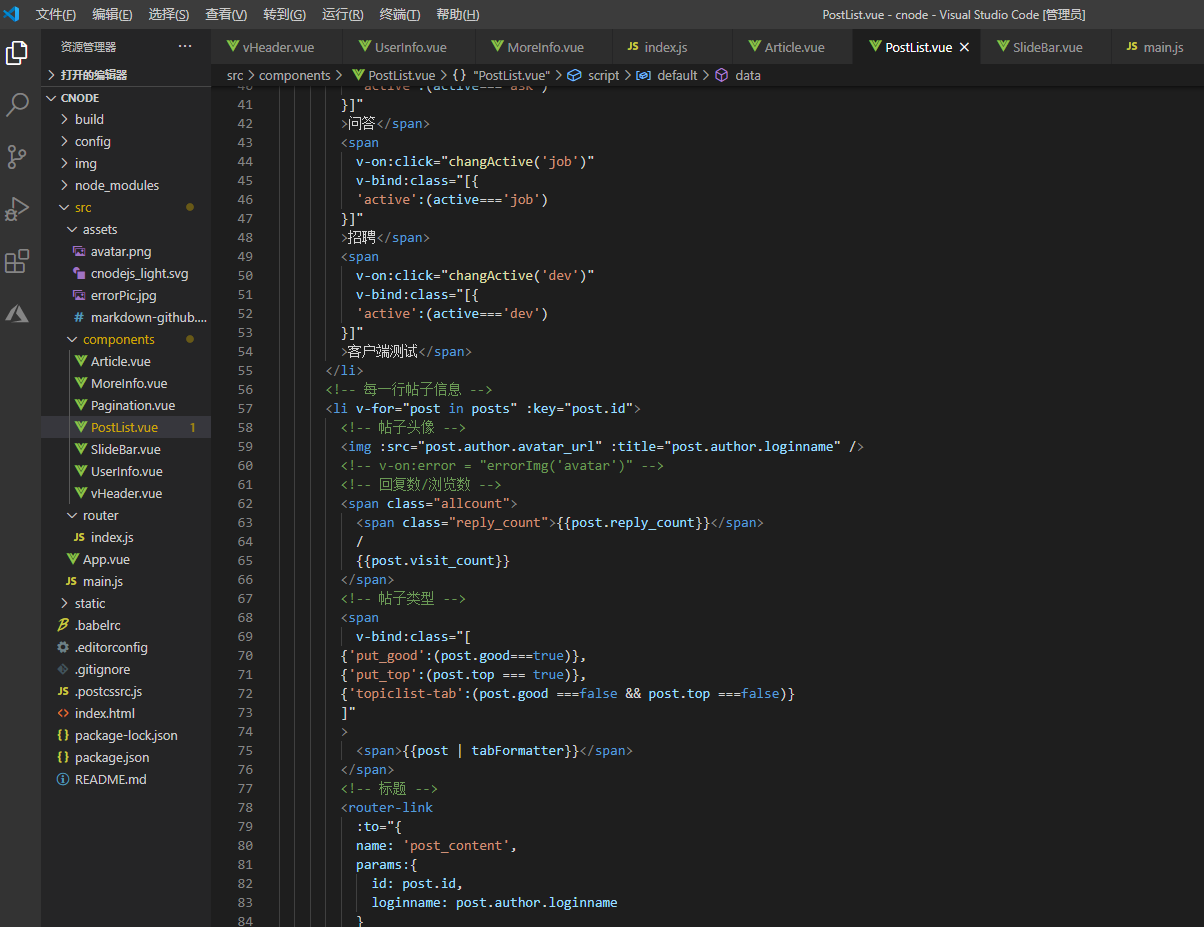 文件(F) 编辑(E) 选择(S) 查看(V) 转到(G) 运行(R) 终端(T) 帮助(H) PostList.vue - cnode - Visual Studio Code [管理员]
资源管理器 ···
打开的编辑器
CNODE
build
config
img
node_modules
src
assets
avatar.png
cnodejs_light.svg
errorPic.jpg
# markdown-github....
components
Article.vue
MoreInfo.vue
Pagination.vue
PostList.vue 1
SlideBar.vue
UserInfo.vue
vHeader.vue
router
JS index.js
App.vue
JS main.js
static
.babelrc
.editorconfig
.gitignore
JS .postcssrc.js
<> index.html
{} package-lock.json
{} package.json
README.md
vHeader.vue UserInfo.vue MoreInfo.vue JS index.js Article.vue PostList.vue × SlideBar.vue JS main.js
src > components > PostList.vue > {} "PostList.vue" > script > default > data
40 'active':(active==='ask')
41 }]"
42 >问答</span>
43 <span
44 v-on:click="changActive('job')"
45 v-bind:class="[{
46 'active':(active==='job')
47 }]"
48 >招聘</span>
49 <span
50 v-on:click="changActive('dev')"
51 v-bind:class="[{
52 'active':(active==='dev')
53 }]"
54 >客户端测试</span>
55 </li>
56 <!-- 每一行帖子信息 -->
57 <li v-for="post in posts" :key="post.id">
58 <!-- 帖子头像 -->
59 <img :src="post.author.avatar_url" :title="post.author.loginname" />
60 <!-- v-on:error = "errorImg('avatar')" -->
61 <!-- 回复数/浏览数 -->
62 <span class="allcount">
63 <span class="reply_count">{{post.reply_count}}</span>
64 /
65 {{post.visit_count}}
66 </span>
67 <!-- 帖子类型 -->
68 <span
69 v-bind:class="[
70 {'put_good':(post.good===true)},
71 {'put_top':(post.top === true)},
72 {'topiclist-tab':(post.good ===false && post.top ===false)}
73 ]"
74 >
75 <span>{{post | tabFormatter}}</span>
76 </span>
77 <!-- 标题 -->
78 <router-link
79 :to="{
80 name: 'post_content',
81 params:{
82 id: post.id,
83 loginname: post.author.loginname
84 }